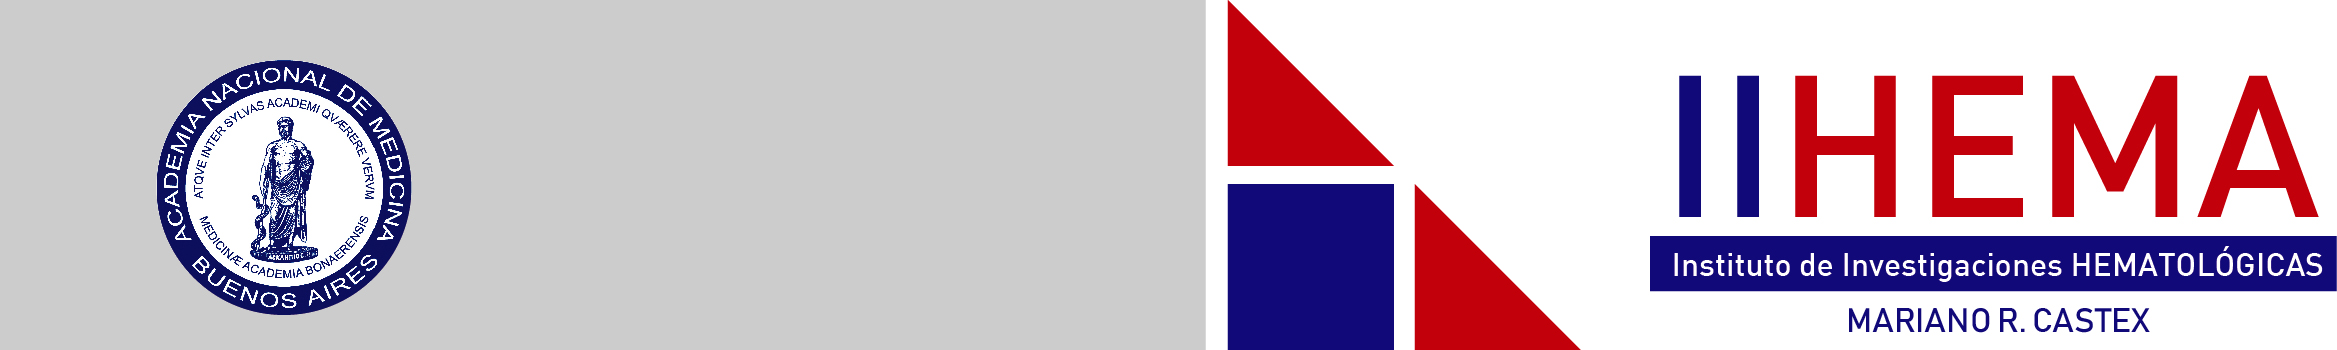 ACADEMIA NACIONAL DE MEDICINA
BUENOS AIRES
ATQVE INTER SYLVAS ACADEMI QVÆRERE VERVM
MEDICINÆ ACADEMIA BONAERENSIS
ΑΣΚΛΗΠΙΟΣ
IIHEMA
Instituto de Investigaciones HEMATOLÓGICAS
MARIANO R. CASTEX